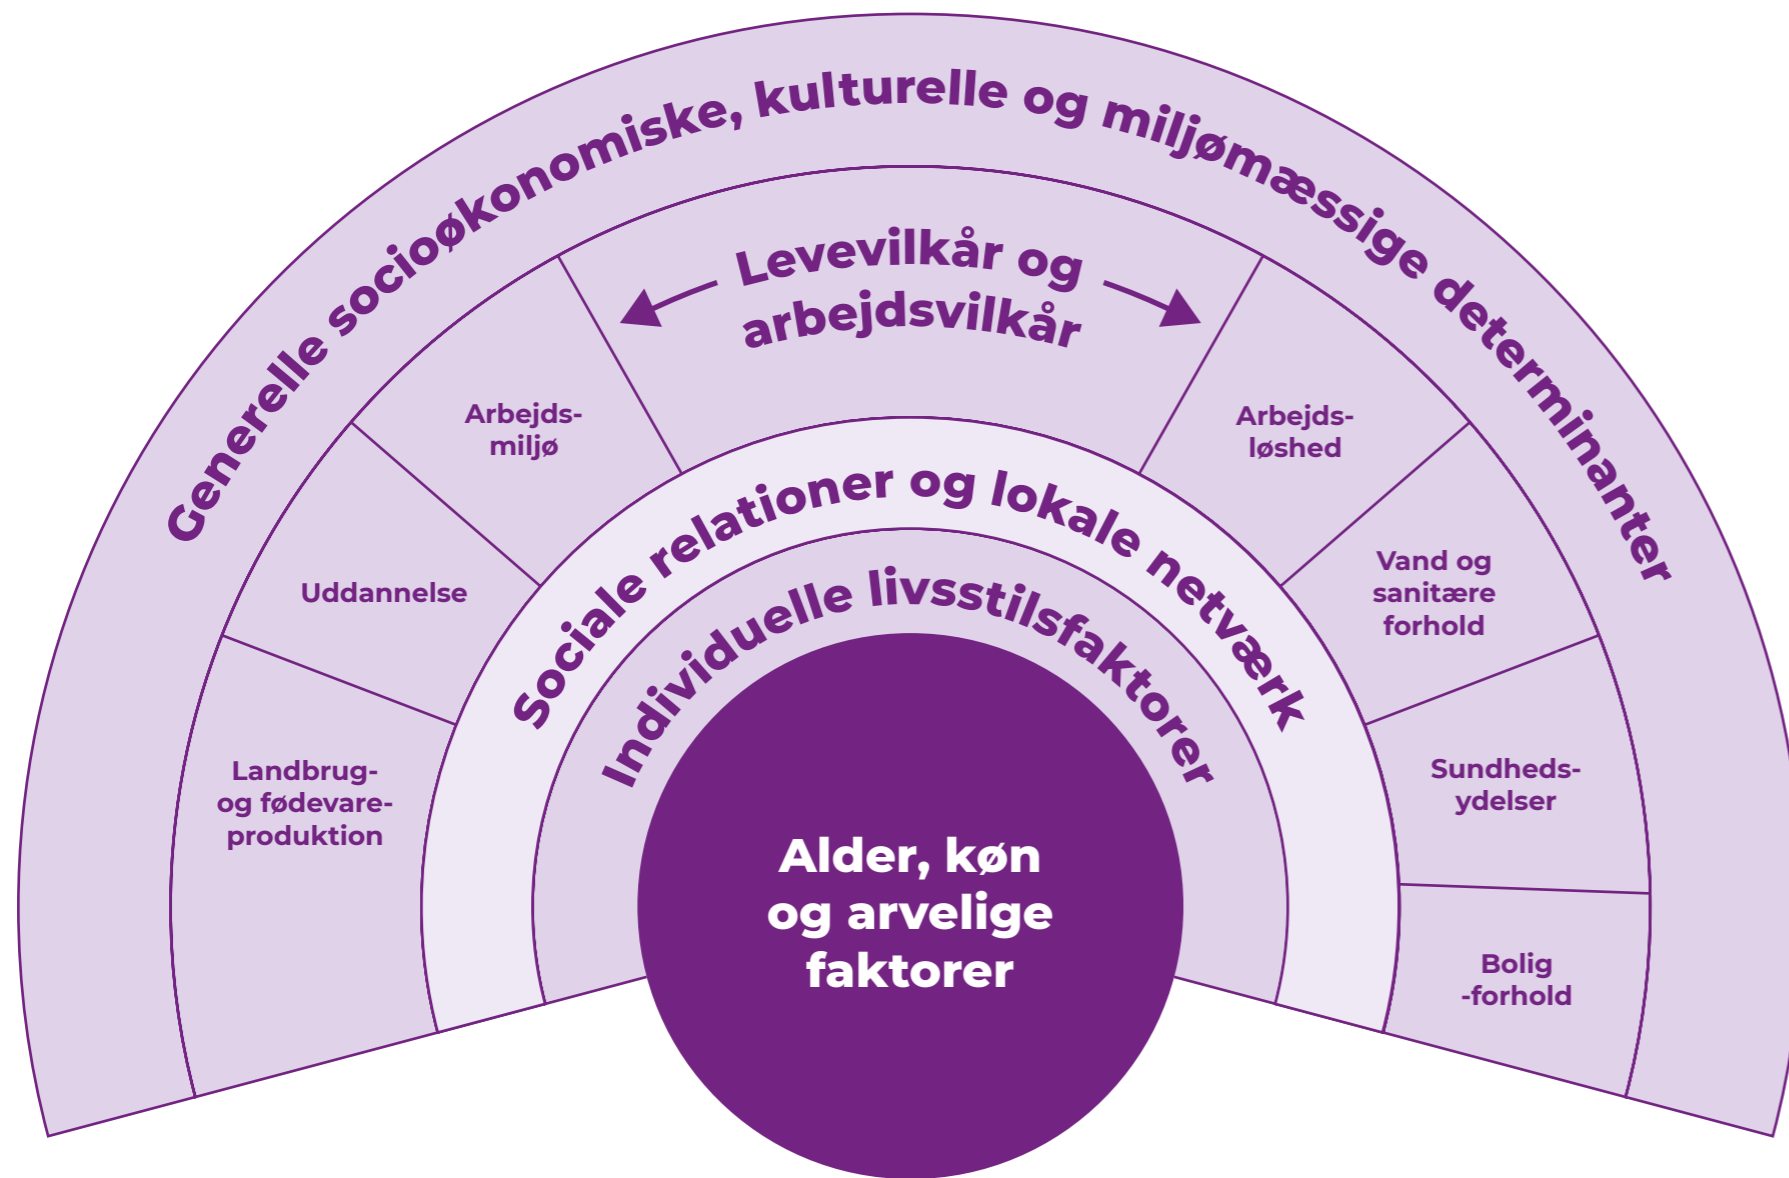 Generelle socioøkonomiske, kulturelle og miljømæssige determinanter
Levevilkår og
arbejdsvilkår
Arbejds-
miljø
Uddannelse
Landbrug-
og fødevare-
produktion
Arbejds-
løshed
Vand og
sanitære
forhold
Sundheds-
ydelser
Bolig
-forhold
Sociale relationer og lokale netværk
Individuelle livsstilsfaktorer
Alder, køn
og arvelige
faktorer